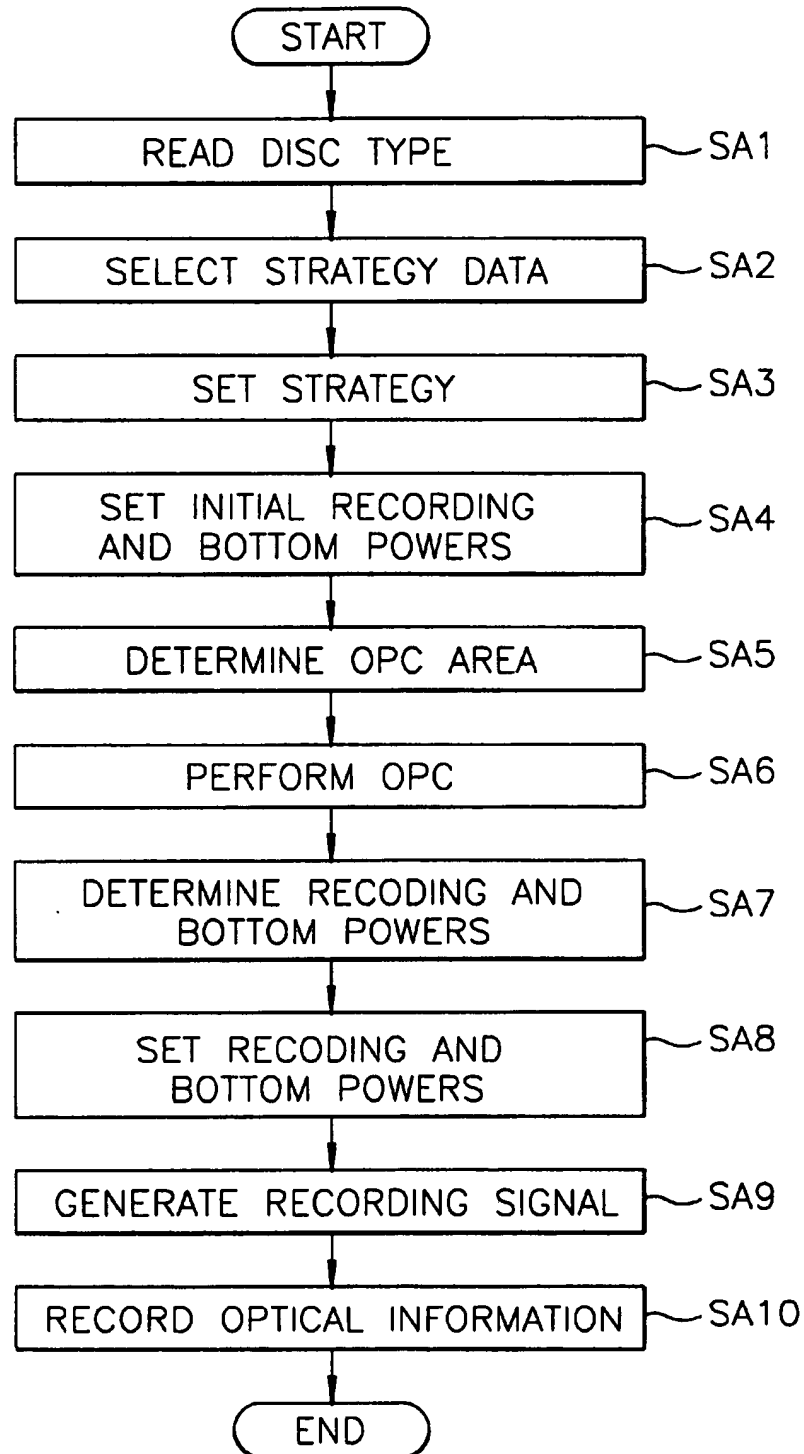 START
READ DISC TYPE
SA1
SELECT STRATEGY DATA
SA2
SET STRATEGY
SA3
SET INITIAL RECORDING
AND BOTTOM POWERS
SA4
DETERMINE OPC AREA
SA5
PERFORM OPC
SA6
DETERMINE RECODING AND
BOTTOM POWERS
SA7
SET RECODING AND
BOTTOM POWERS
SA8
GENERATE RECORDING SIGNAL
SA9
RECORD OPTICAL INFORMATION
SA10
END